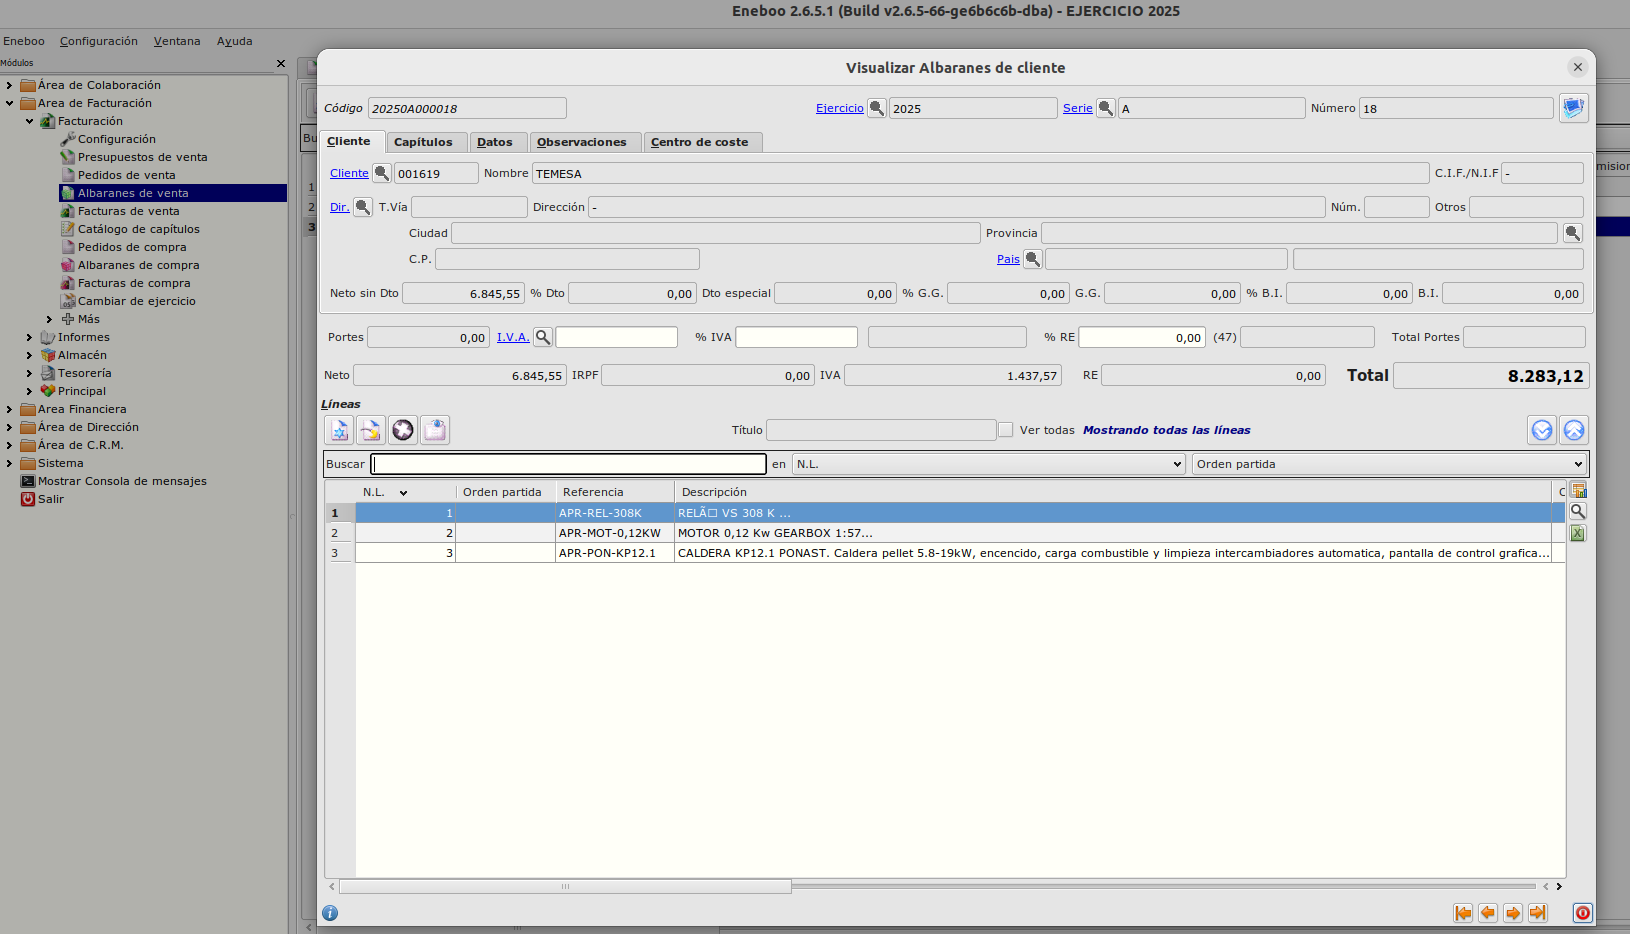 Eneboo 2.6.5.1 (Build v2.6.5-66-ge6b6c6b-dba) - EJERCICIO 2025
Eneboo Configuración Ventana Ayuda
Módulos
Área de Colaboración
Area de Facturación
Facturación
Configuración
Presupuestos de venta
Pedidos de venta
Albaranes de venta
Facturas de venta
Catálogo de capítulos
Pedidos de compra
Albaranes de compra
Facturas de compra
Cambiar de ejercicio
Más
Informes
Almacén
Tesorería
Principal
Area Financiera
Área de Dirección
Área de C.R.M.
Sistema
Mostrar Consola de mensajes
Salir
Bu
1
2
3
mision
Visualizar Albaranes de cliente
Código 20250A000018 Ejercicio 2025 Serie A Número 18
Cliente Capítulos Datos Observaciones Centro de coste
Cliente 001619 Nombre TEMESA C.I.F./N.I.F -
Dir. T.Vía Dirección - Núm. Otros
Ciudad Provincia
C.P. Pais
Neto sin Dto 6.845,55 % Dto 0,00 Dto especial 0,00 % G.G. 0,00 G.G. 0,00 % B.I. 0,00 B.I. 0,00
Portes 0,00 I.V.A. % IVA % RE 0,00 (47) Total Portes
Neto 6.845,55 IRPF 0,00 IVA 1.437,57 RE 0,00 Total 8.283,12
Líneas
Título Ver todas Mostrando todas las líneas
Buscar en N.L. Orden partida
N.L. Orden partida Referencia Descripción C
1 1 APR-REL-308K RELÃ□ VS 308 K ...
2 2 APR-MOT-0,12KW MOTOR 0,12 Kw GEARBOX 1:57...
3 3 APR-PON-KP12.1 CALDERA KP12.1 PONAST. Caldera pellet 5.8-19kW, encendido, carga combustible y limpieza intercambiadores automatica, pantalla de control grafica...